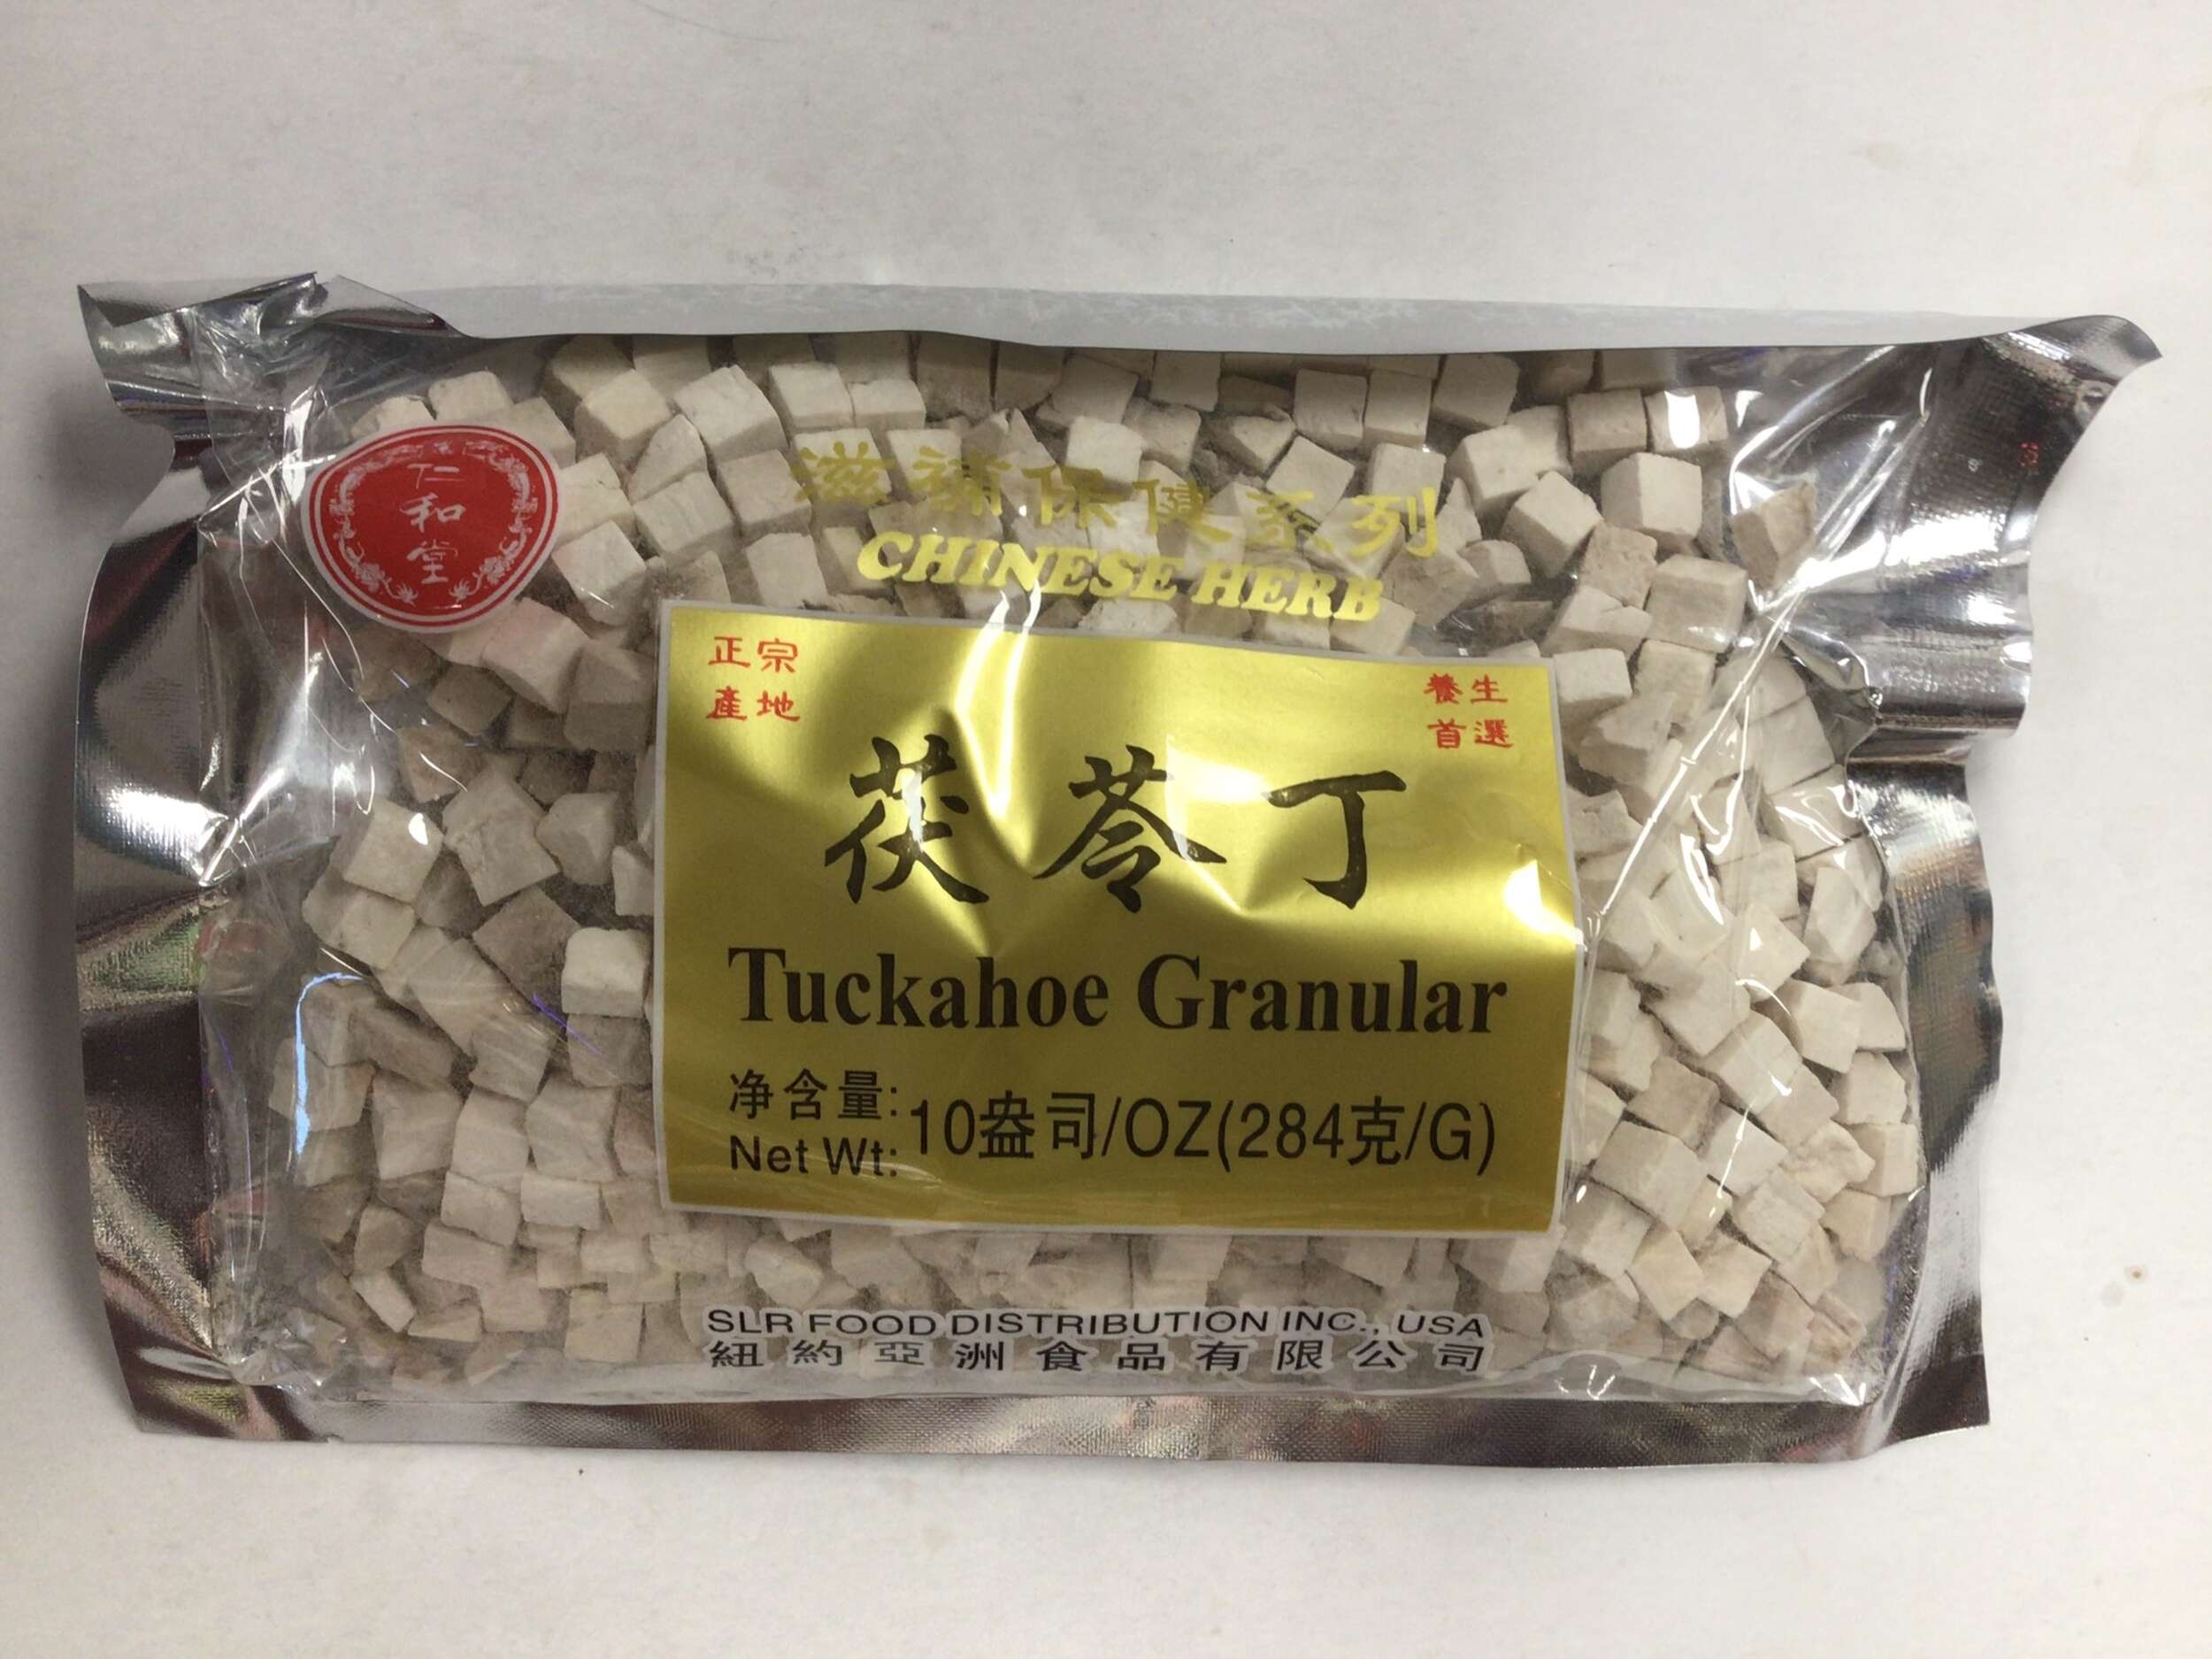 仁和堂
滋補保健系列
CHINESE HERB
正宗
產地
養生
首選
茯苓丁
Tuckahoe Granular
净含量:
Net Wt:
10盎司/OZ(284克/G)
SLR FOOD DISTRIBUTION INC., USA
紐約亞洲食品有限公司